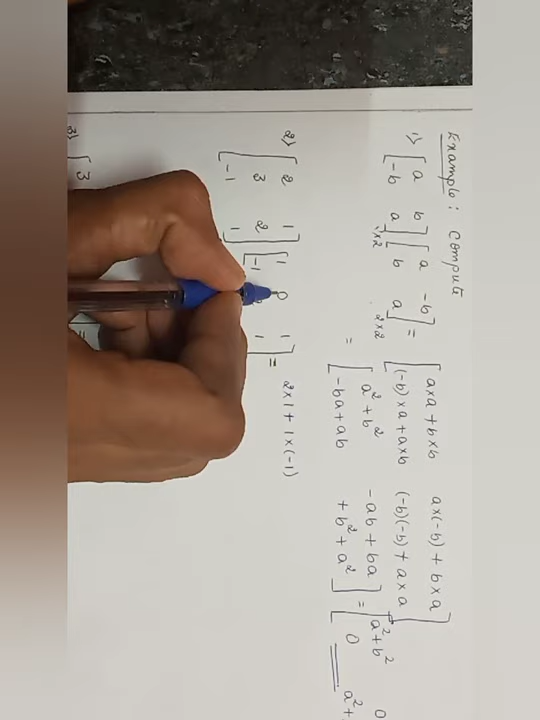 Example: Compute
1) [ a b ] [ a -b ] = [ a×a + b×b a×(-b) + b×a ]
[ -b a ]2×2 [ b a ]2×2 [ (-b)×a + a×b (-b)(-b) + a×a ]
= [ a² + b² -ab + ba ] = [ a² + b² 0
[ -ba + ab + b² + a² ] [ 0 a² +
2) [ 2 1 ] [ 1 0 1 ] = 2×1 + 1×(-1)
[ 3 2 ] [ -1 1 ]
[ -1 1 ]
3) [ 3